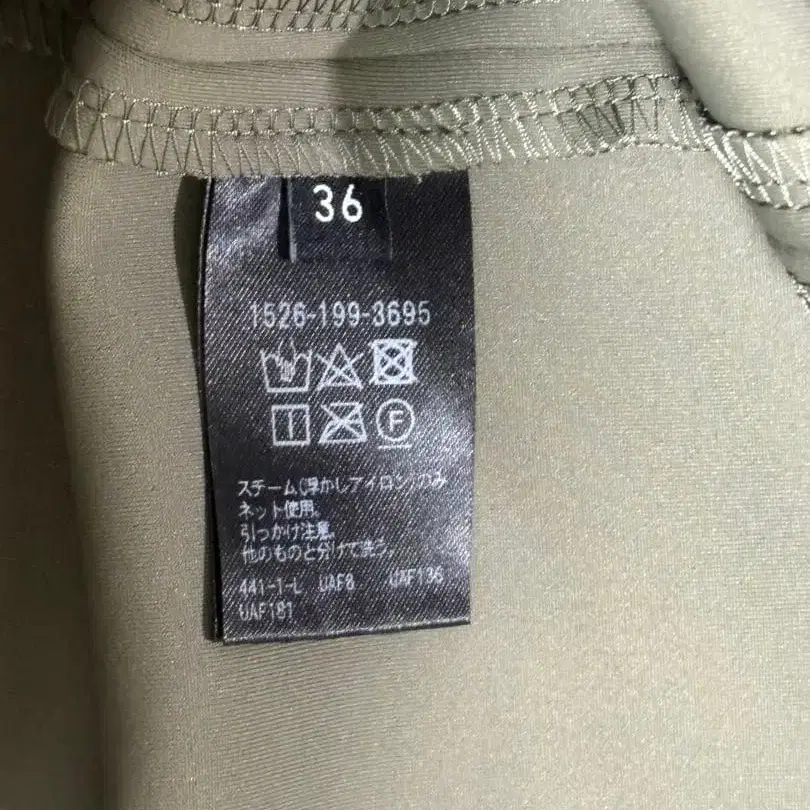 36
1526-199-3695
F
スチーム(浮かしアイロン)のみ
ネット使用。
引っかけ注意。
他のものと分けて洗う。
441-1-L UAF8 UAF136
UAF181